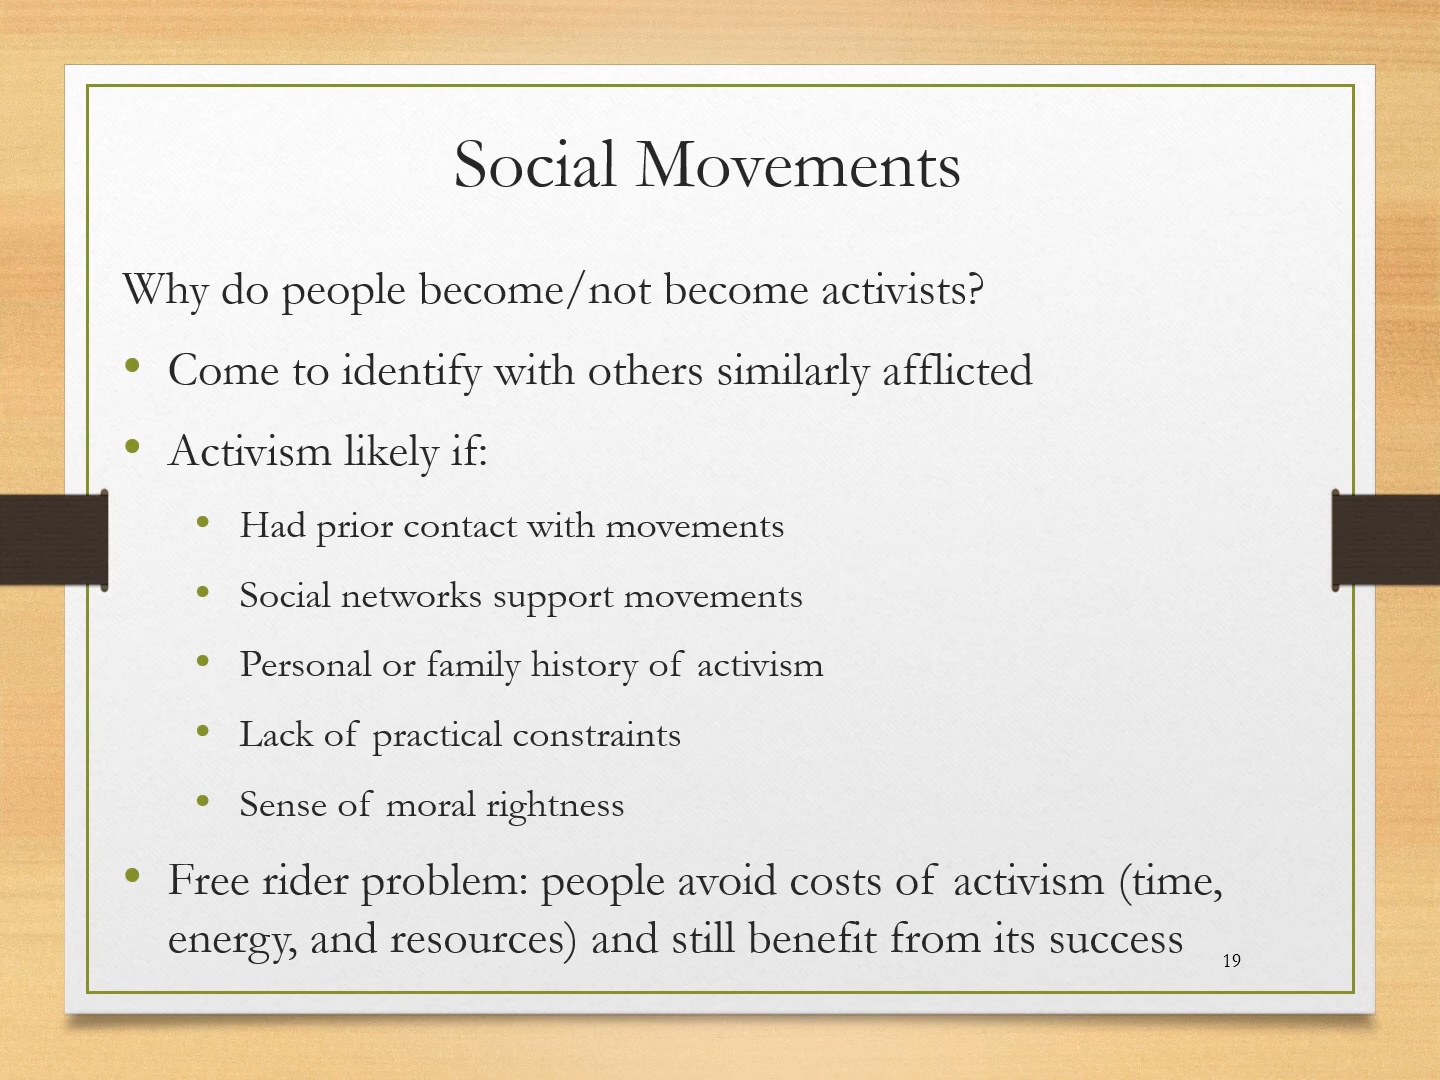 Social Movements
Why do people become/not become activists?
• Come to identify with others similarly afflicted
• Activism likely if:
• Had prior contact with movements
• Social networks support movements
• Personal or family history of activism
• Lack of practical constraints
• Sense of moral rightness
• Free rider problem: people avoid costs of activism (time,
energy, and resources) and still benefit from its success
19